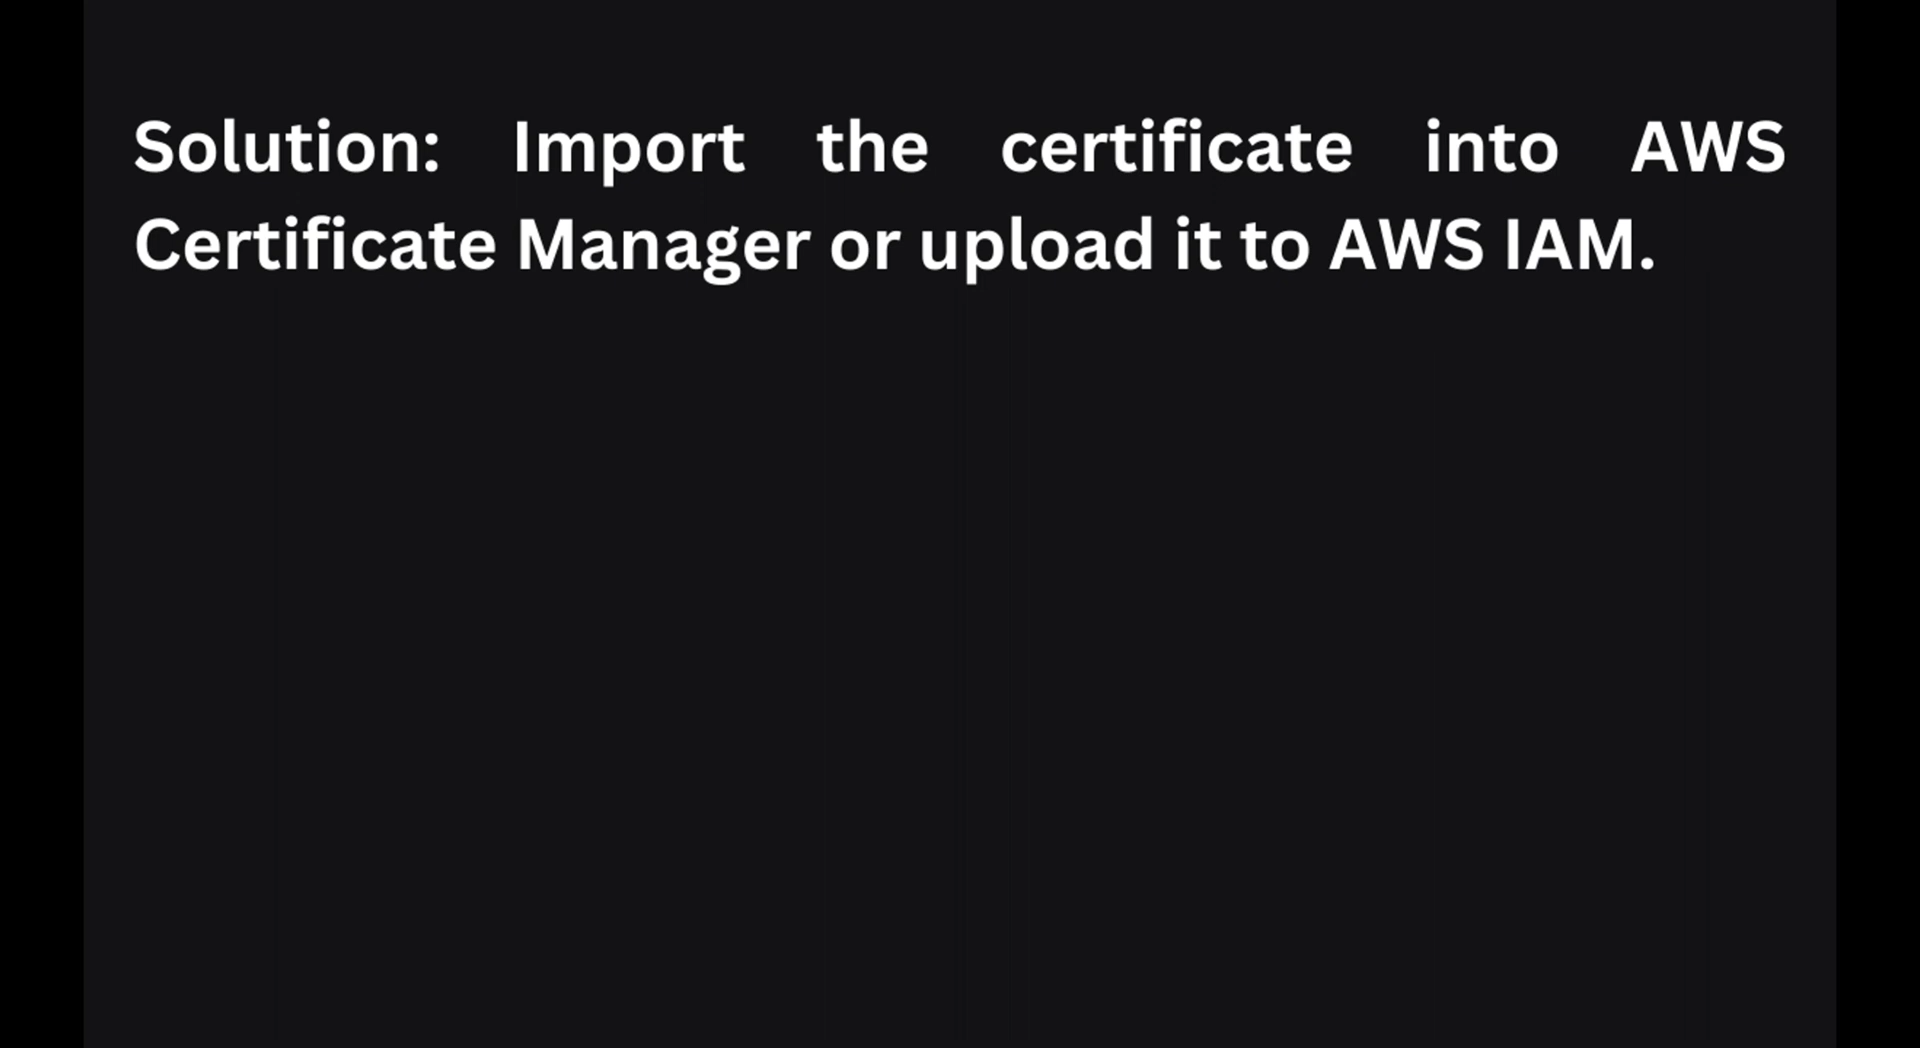 Solution: Import the certificate into AWS
Certificate Manager or upload it to AWS IAM.